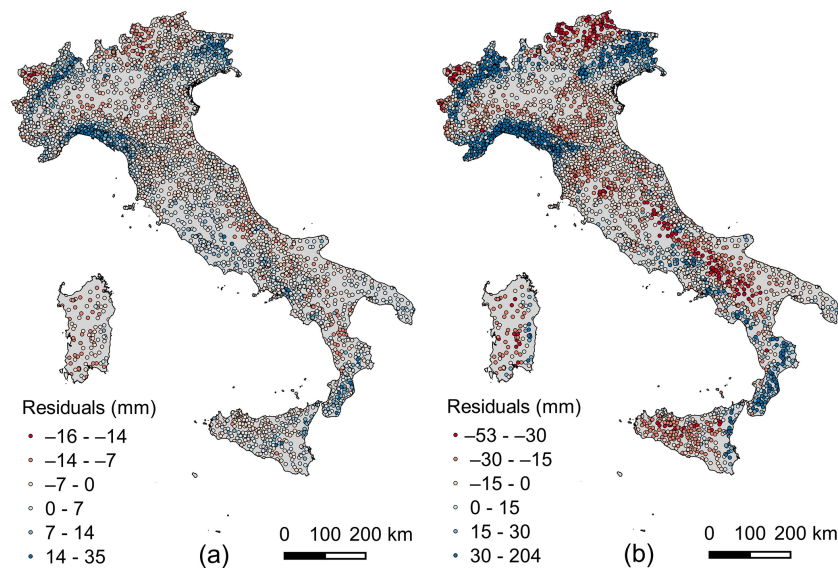 Residuals (mm)
–16 - –14
–14 - –7
–7 - 0
0 - 7
7 - 14
14 - 35
(a)
0 100 200 km
Residuals (mm)
–53 - –30
–30 - –15
–15 - 0
0 - 15
15 - 30
30 - 204
(b)
0 100 200 km